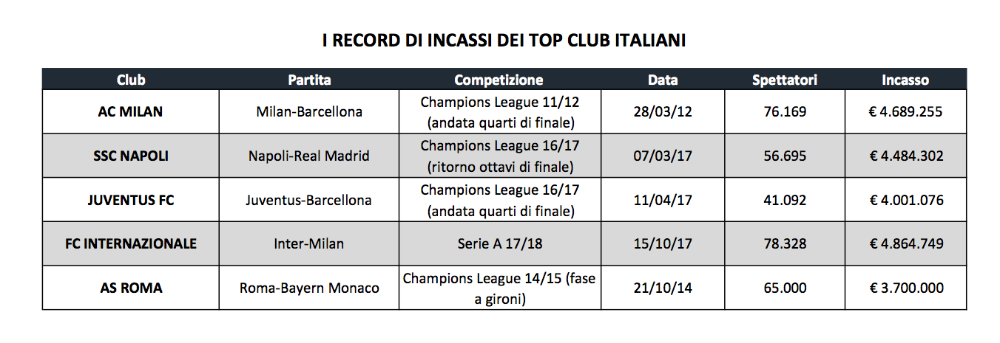 I RECORD DI INCASSI DEI TOP CLUB ITALIANI
Club Partita Competizione Data Spettatori Incasso
AC MILAN Milan-Barcellona Champions League 11/12 (andata quarti di finale) 28/03/12 76.169 € 4.689.255
SSC NAPOLI Napoli-Real Madrid Champions League 16/17 (ritorno ottavi di finale) 07/03/17 56.695 € 4.484.302
JUVENTUS FC Juventus-Barcellona Champions League 16/17 (andata quarti di finale) 11/04/17 41.092 € 4.001.076
FC INTERNAZIONALE Inter-Milan Serie A 17/18 15/10/17 78.328 € 4.864.749
AS ROMA Roma-Bayern Monaco Champions League 14/15 (fase a gironi) 21/10/14 65.000 € 3.700.000